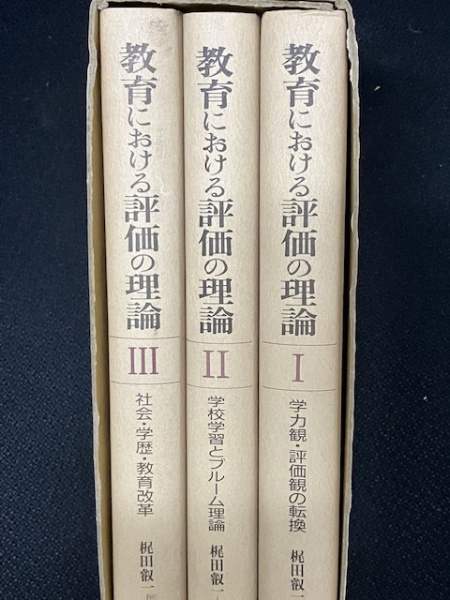 教育における評価の理論
I
学力観・評価観の転換
梶田叡一
教育における評価の理論
II
学校学習とブルーム理論
梶田叡一
教育における評価の理論
III
社会・学歴・教育改革
梶田叡一